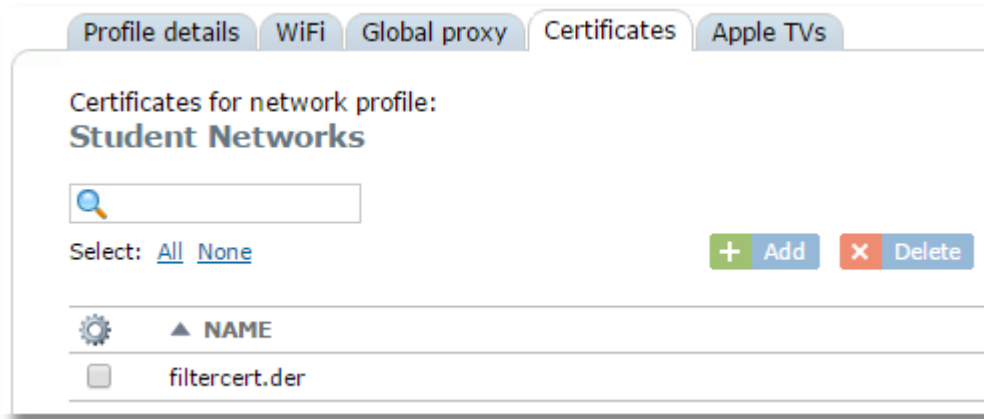 Profile details WiFi Global proxy Certificates Apple TVs
Certificates for network profile:
Student Networks
Select: All None
+ Add × Delete
▲ NAME
filtercert.der